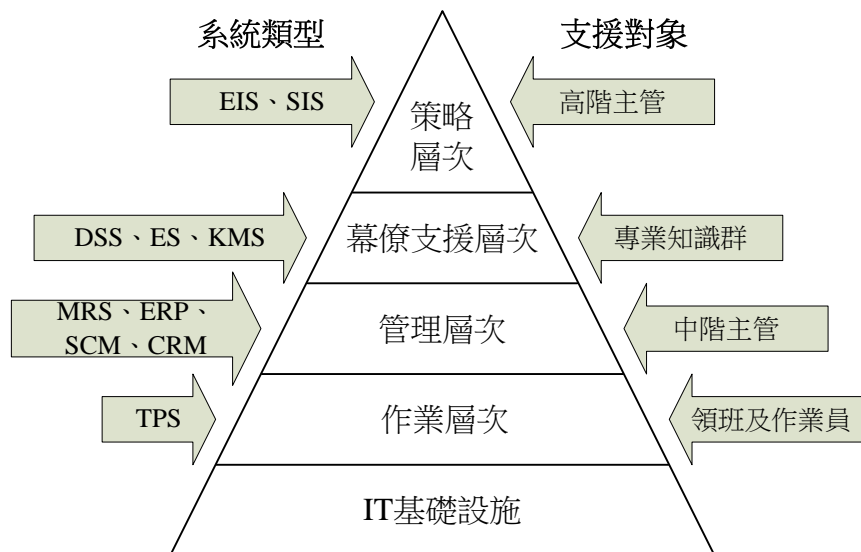 系統類型
支援對象
EIS、SIS
策略
層次
高階主管
DSS、ES、KMS
幕僚支援層次
專業知識群
MRS、ERP、
SCM、CRM
管理層次
中階主管
TPS
作業層次
領班及作業員
IT基礎設施